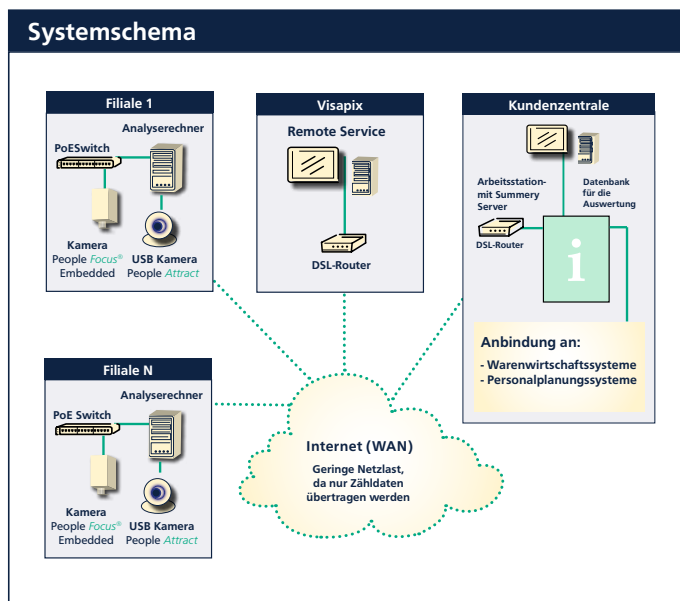 Systemschema
Filiale 1
Analyserechner
PoESwitch
Kamera
People Focus®
Embedded
USB Kamera
People Attract
Visapix
Remote Service
DSL-Router
Kundenzentrale
Arbeitsstation-
mit Summery
Server
Datenbank
für die
Auswertung
DSL-Router
i
Anbindung an:
- Warenwirtschaftssysteme
- Personalplanungssysteme
Filiale N
Analyserechner
PoE Switch
Kamera
People Focus®
Embedded
USB Kamera
People Attract
Internet (WAN)
Geringe Netzlast,
da nur Zähldaten
übertragen werden